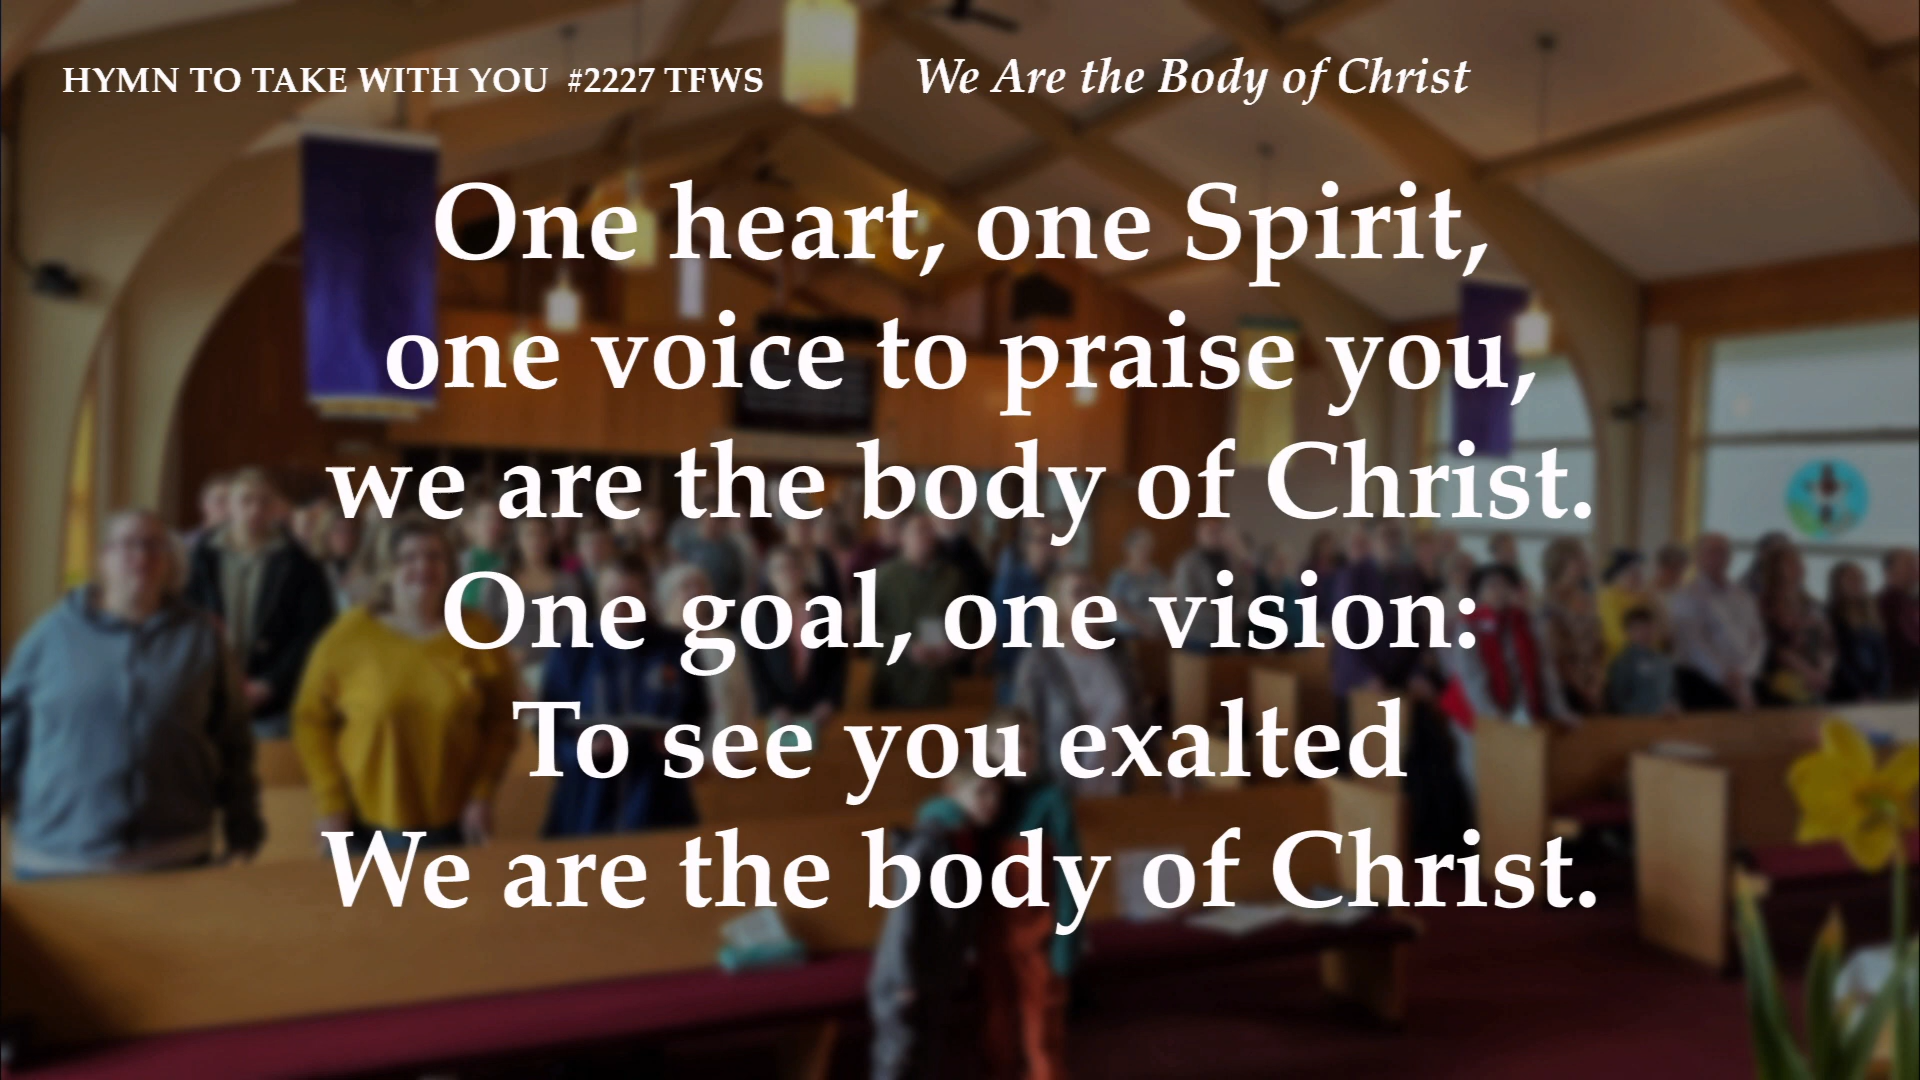 HYMN TO TAKE WITH YOU #2227 TFWS We Are the Body of Christ
One heart, one Spirit,
one voice to praise you,
we are the body of Christ.
One goal, one vision:
To see you exalted
We are the body of Christ.